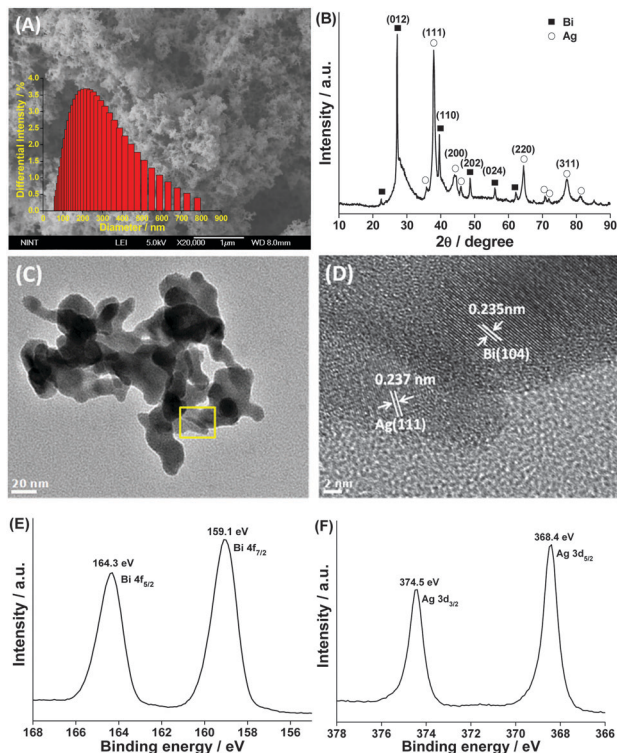 (A)
Differential Intensity / %
4.0
3.5
3.0
2.5
2.0
1.5
1.0
0.5
0.0
0 100 200 300 400 500 600 700 800 900
Diameter / nm
NINT LEI 5.0kV X20,000 1μm WD 8.0mm
(B)
Intensity / a.u.
(012)
(111)
(110)
(200)
(202)
(024)
(220)
(311)
Bi
Ag
10 20 30 40 50 60 70 80 90
2θ / degree
(C)
20 nm
(D)
0.235nm
Bi(104)
0.237 nm
Ag(111)
2 nm
(E)
Intensity / a.u.
164.3 eV
Bi 4f5/2
159.1 eV
Bi 4f7/2
168 166 164 162 160 158 156
Binding energy / eV
(F)
Intensity / a.u.
374.5 eV
Ag 3d3/2
368.4 eV
Ag 3d5/2
378 376 374 372 370 368 366
Binding energy / eV